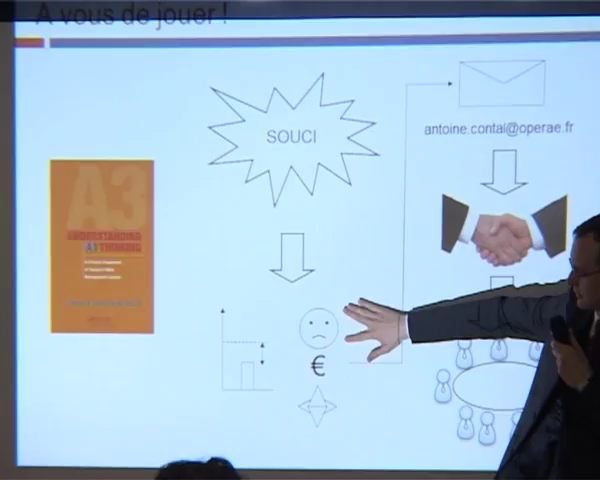 A vous de jouer !
SOUCI
antoine.contal@operae.fr
A3
UNDERSTANDING
A3 THINKING
€